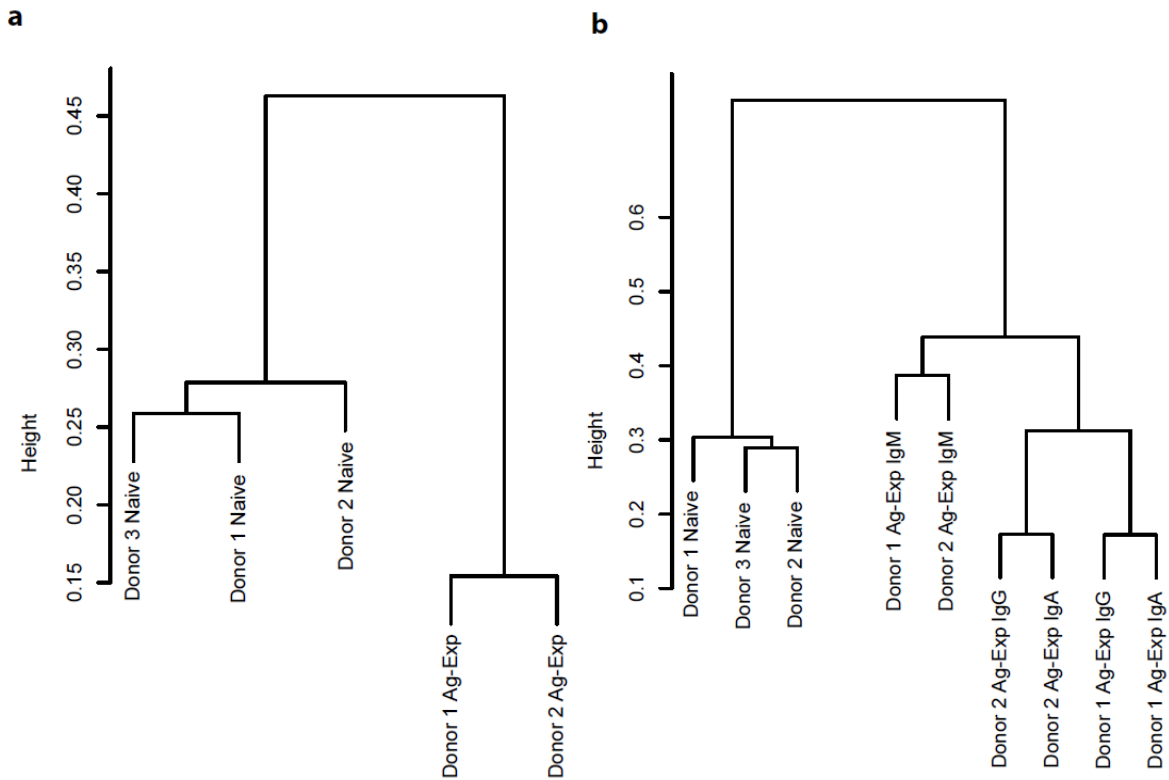 a
Height
0.45
0.40
0.35
0.30
0.25
0.20
0.15
Donor 3 Naive
Donor 1 Naive
Donor 2 Naive
Donor 1 Ag-Exp
Donor 2 Ag-Exp
b
Height
0.6
0.5
0.4
0.3
0.2
0.1
Donor 1 Naive
Donor 3 Naive
Donor 2 Naive
Donor 1 Ag-Exp IgM
Donor 2 Ag-Exp IgM
Donor 2 Ag-Exp IgG
Donor 2 Ag-Exp IgA
Donor 1 Ag-Exp IgG
Donor 1 Ag-Exp IgA